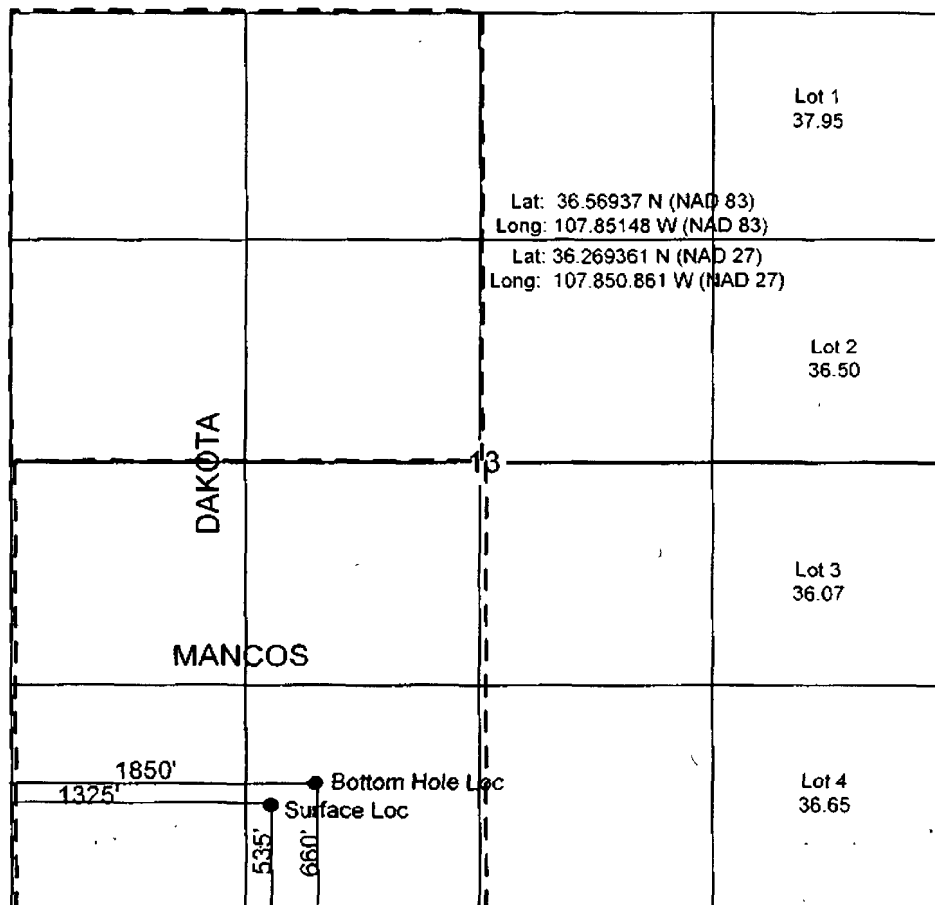 Lot 1
37.95
Lat: 36.56937 N (NAD 83)
Long: 107.85148 W (NAD 83)
Lat: 36.269361 N (NAD 27)
Long: 107.850.861 W (NAD 27)
Lot 2
36.50
DAKOTA
13
Lot 3
36.07
MANCOS
1850'
Bottom Hole Loc
1325'
Surface Loc
Lot 4
36.65
535'
660'